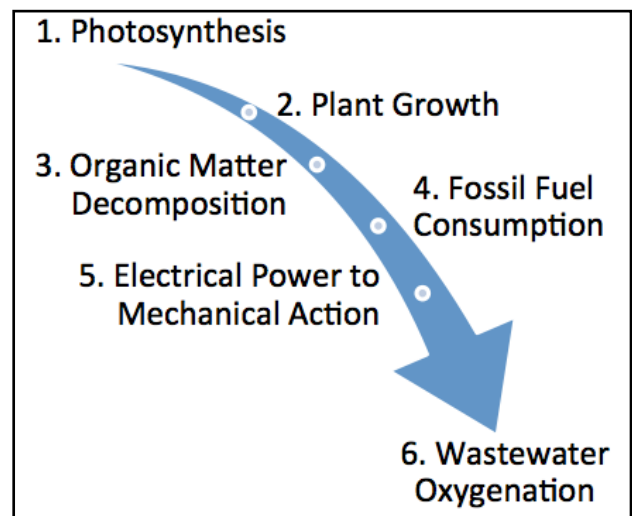 1. Photosynthesis
2. Plant Growth
3. Organic Matter
Decomposition
4. Fossil Fuel
Consumption
5. Electrical Power to
Mechanical Action
6. Wastewater
Oxygenation